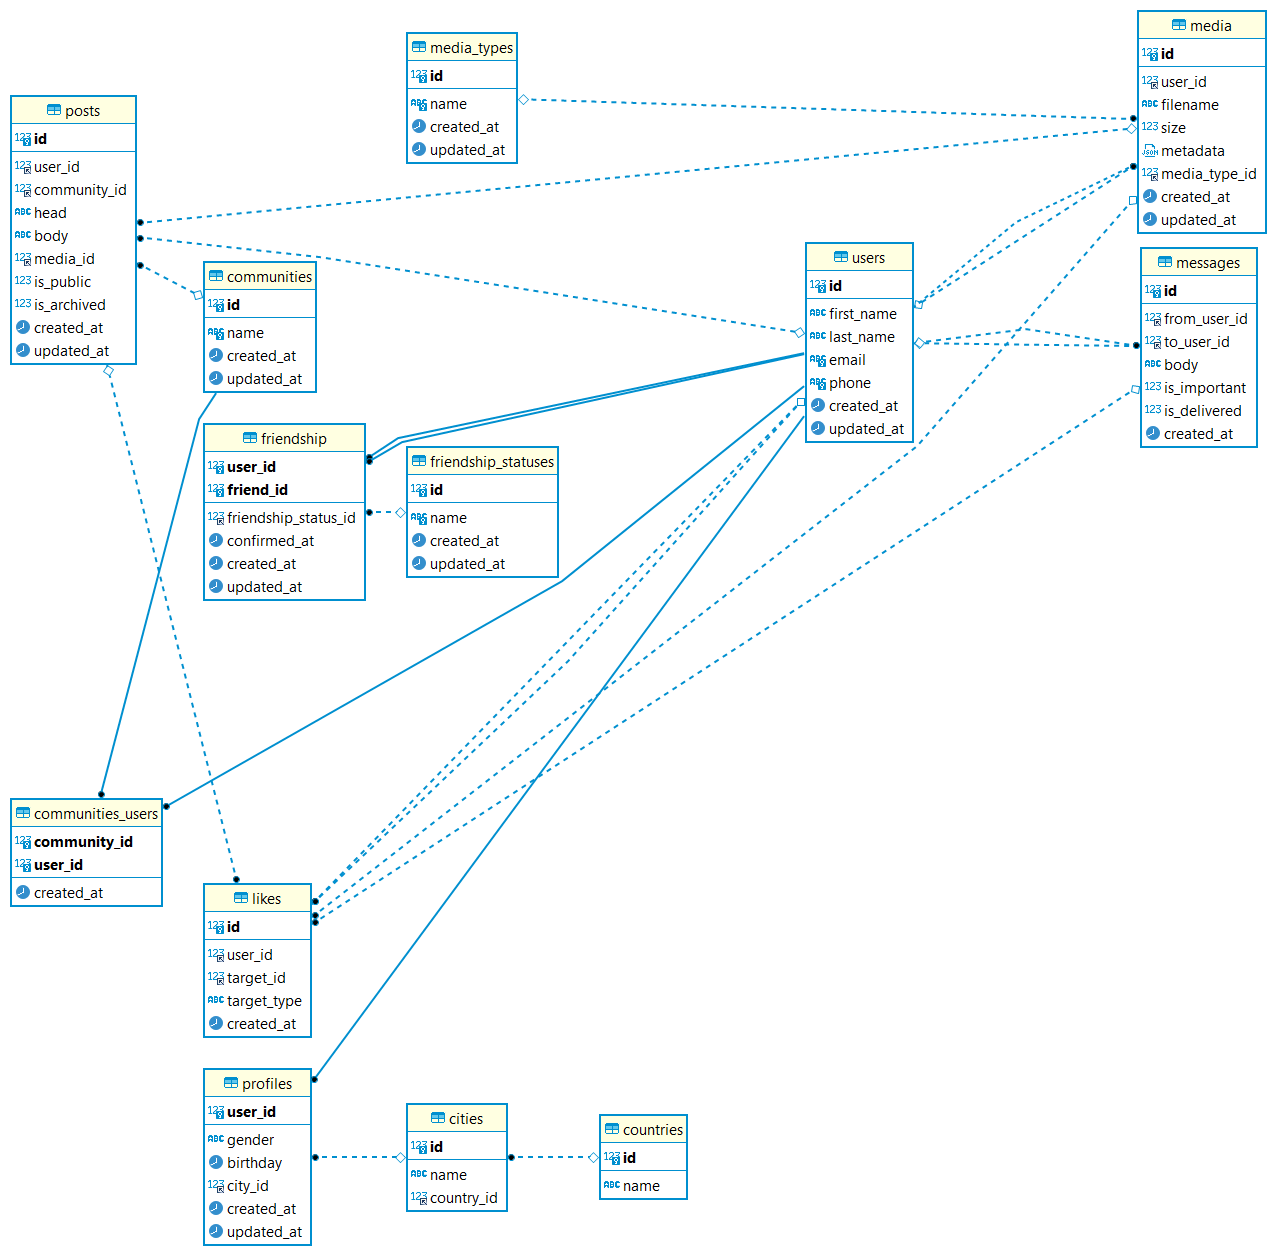 media_types
id
name
created_at
updated_at
media
id
user_id
filename
size
metadata
media_type_id
created_at
updated_at
posts
id
user_id
community_id
head
body
media_id
is_public
is_archived
created_at
updated_at
communities
id
name
created_at
updated_at
users
id
first_name
last_name
email
phone
created_at
updated_at
messages
id
from_user_id
to_user_id
body
is_important
is_delivered
created_at
friendship
user_id
friend_id
friendship_status_id
confirmed_at
created_at
updated_at
friendship_statuses
id
name
created_at
updated_at
communities_users
community_id
user_id
created_at
likes
id
user_id
target_id
target_type
created_at
profiles
user_id
gender
birthday
city_id
created_at
updated_at
cities
id
name
country_id
countries
id
name